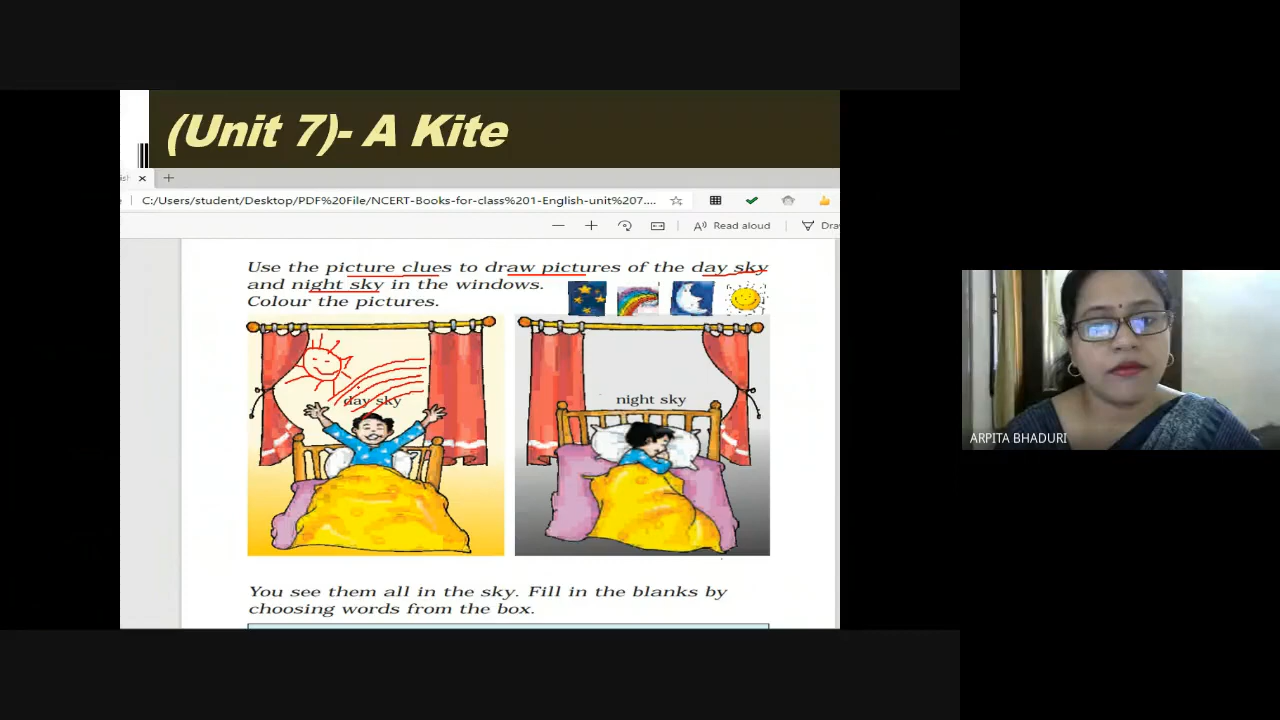 (Unit 7)- A Kite
C:/Users/student/Desktop/PDF%20File/NCERT-Books-for-class%201-English-unit%207....
Read aloud
Use the picture clues to draw pictures of the day sky
and night sky in the windows.
Colour the pictures.
day sky
night sky
ARPITA BHADURI
You see them all in the sky. Fill in the blanks by
choosing words from the box.